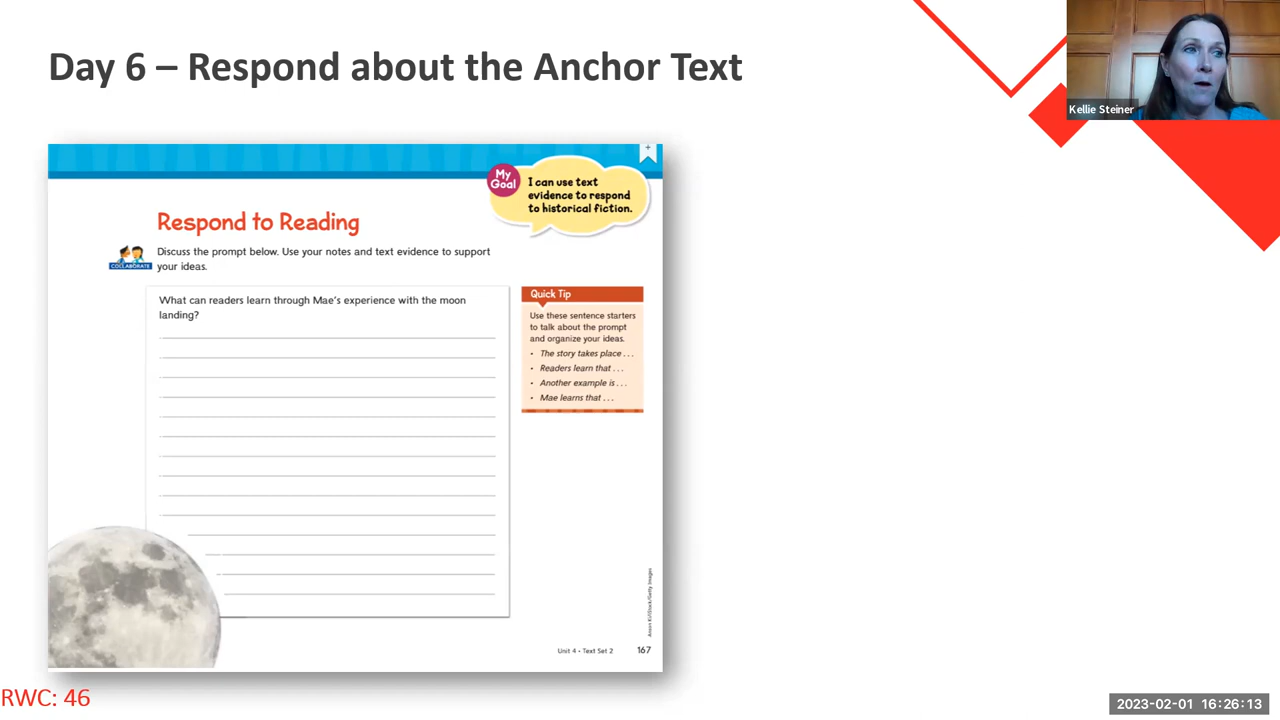 Day 6 – Respond about the Anchor Text
Kellie Steiner
+
My
Goal
I can use text
evidence to respond
to historical fiction.
Respond to Reading
COLLABORATE
Discuss the prompt below. Use your notes and text evidence to support
your ideas.
What can readers learn through Mae's experience with the moon
landing?
Quick Tip
Use these sentence starters
to talk about the prompt
and organize your ideas.
• The story takes place . . .
• Readers learn that . . .
• Another example is . . .
• Mae learns that . . .
Unit 4 • Text Set 2
167
RWC: 46
2023-02-01 16:26:13